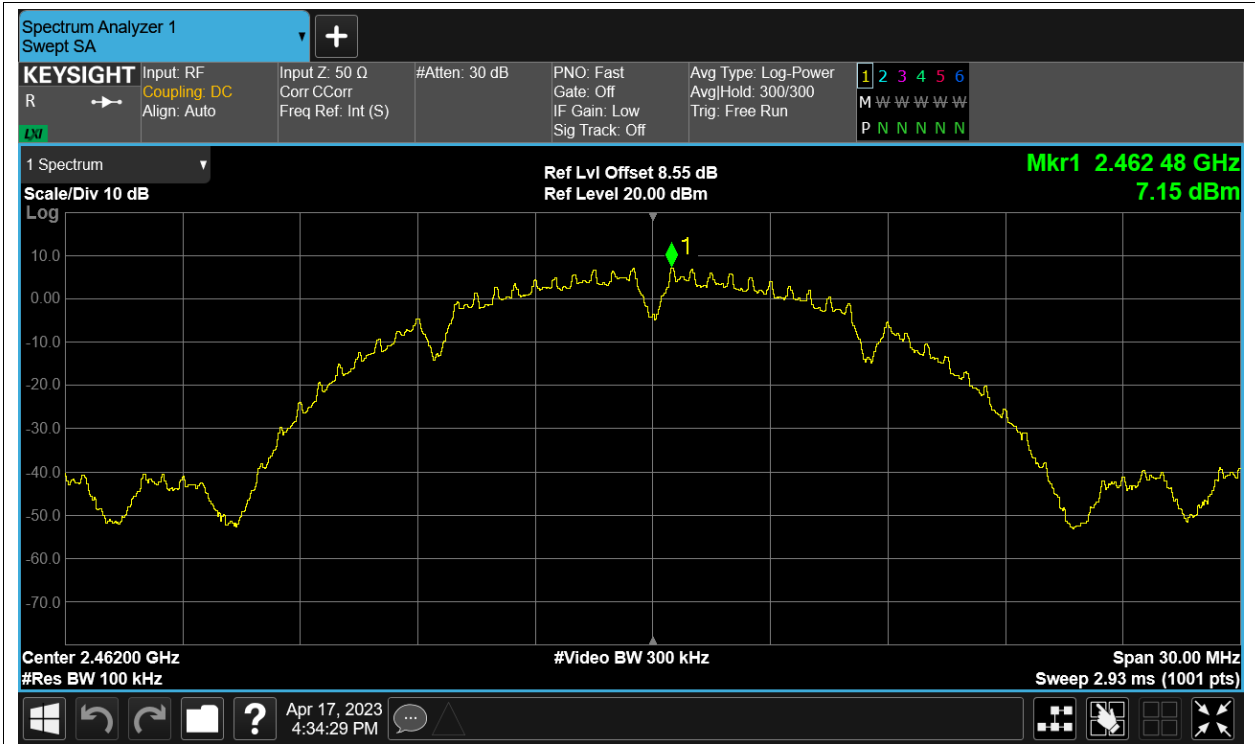 Spectrum Analyzer 1
Swept SA
KEYSIGHT
R
LXI
Input: RF
Coupling: DC
Align: Auto
Input Z: 50 Ω
Corr CCorr
Freq Ref: Int (S)
#Atten: 30 dB
PNO: Fast
Gate: Off
IF Gain: Low
Sig Track: Off
Avg Type: Log-Power
Avg|Hold: 300/300
Trig: Free Run
1 2 3 4 5 6
M W W W W W
P N N N N N
1 Spectrum
Scale/Div 10 dB
Log
Ref Lvl Offset 8.55 dB
Ref Level 20.00 dBm
Mkr1 2.462 48 GHz
7.15 dBm
1
10.0
0.00
-10.0
-20.0
-30.0
-40.0
-50.0
-60.0
-70.0
Center 2.46200 GHz
#Res BW 100 kHz
#Video BW 300 kHz
Span 30.00 MHz
Sweep 2.93 ms (1001 pts)
?
Apr 17, 2023
4:34:29 PM